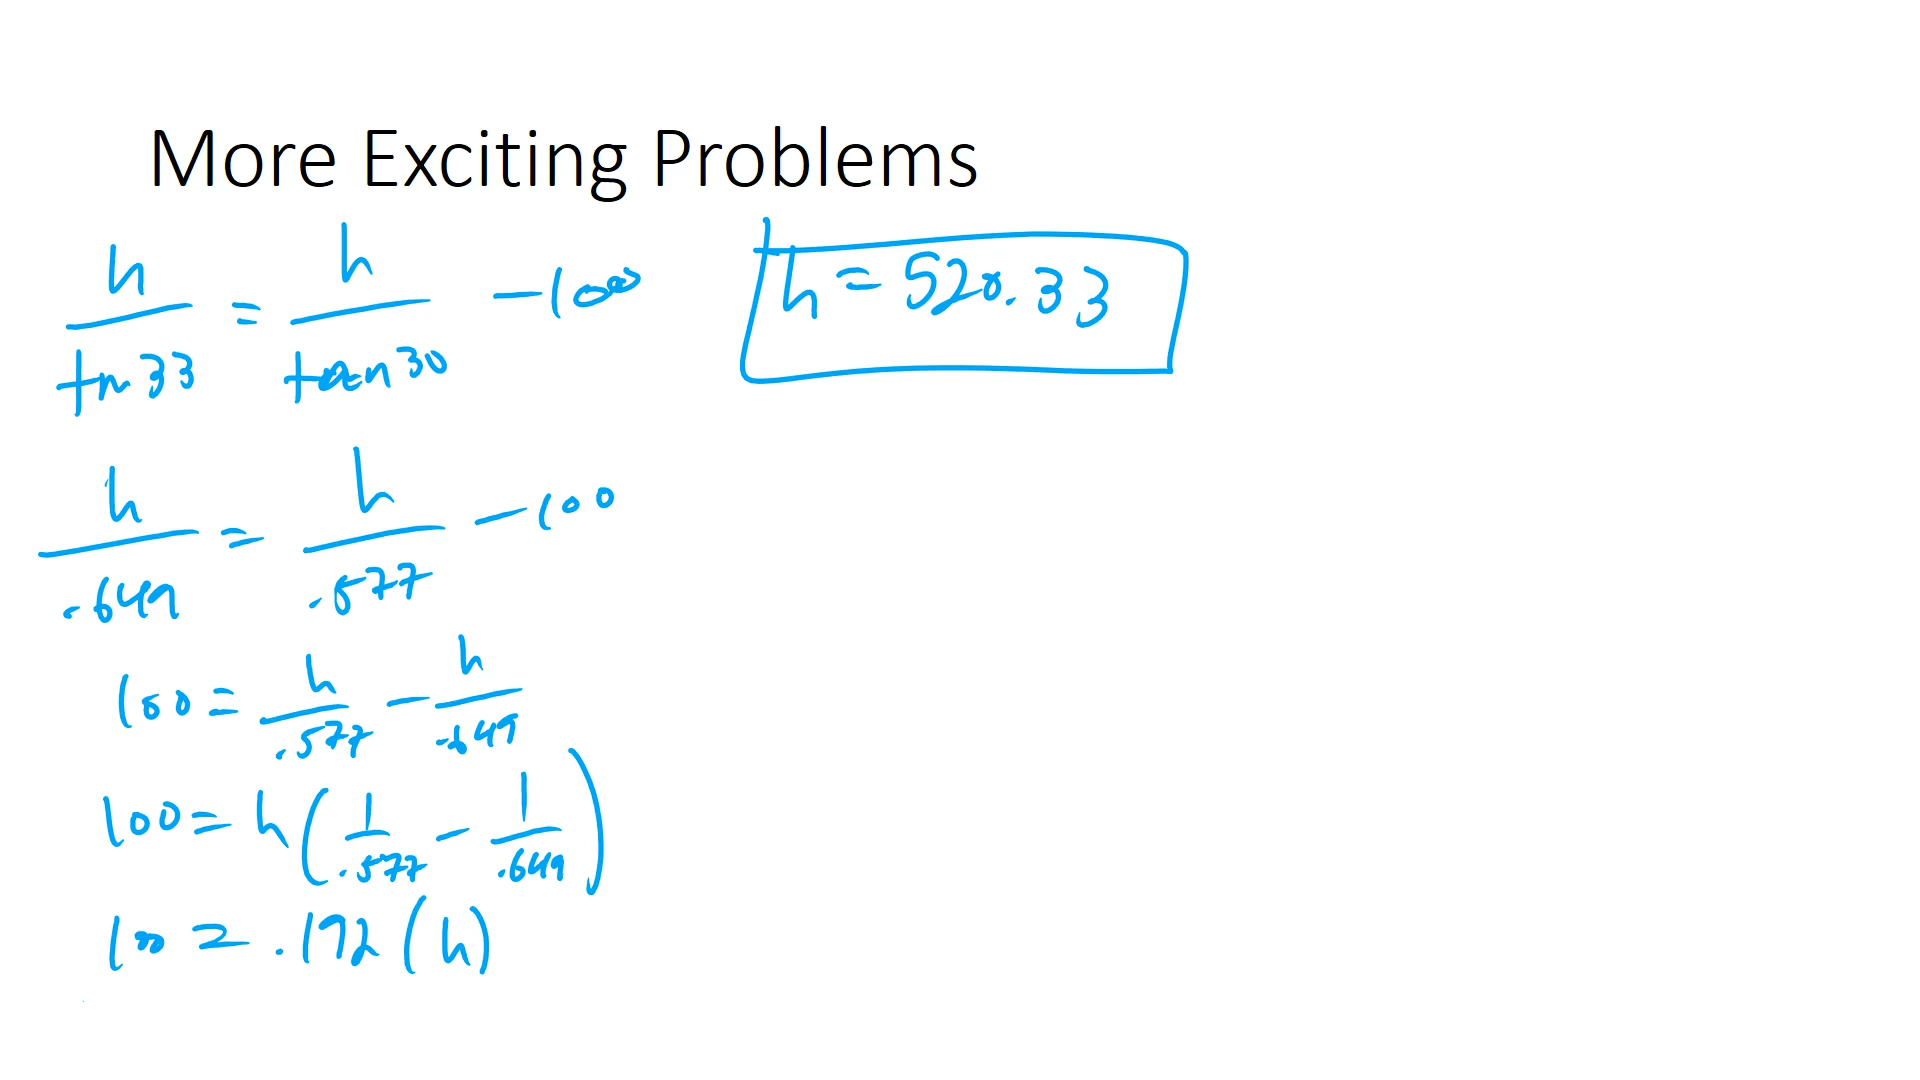 More Exciting Problems
h/tn 33 = h/tan 30 - 100
h = 520.33
h/.649 = h/.577 - 100
100 = h/.577 - h/.649
100 = h(1/.577 - 1/.649)
100 = .192(h)